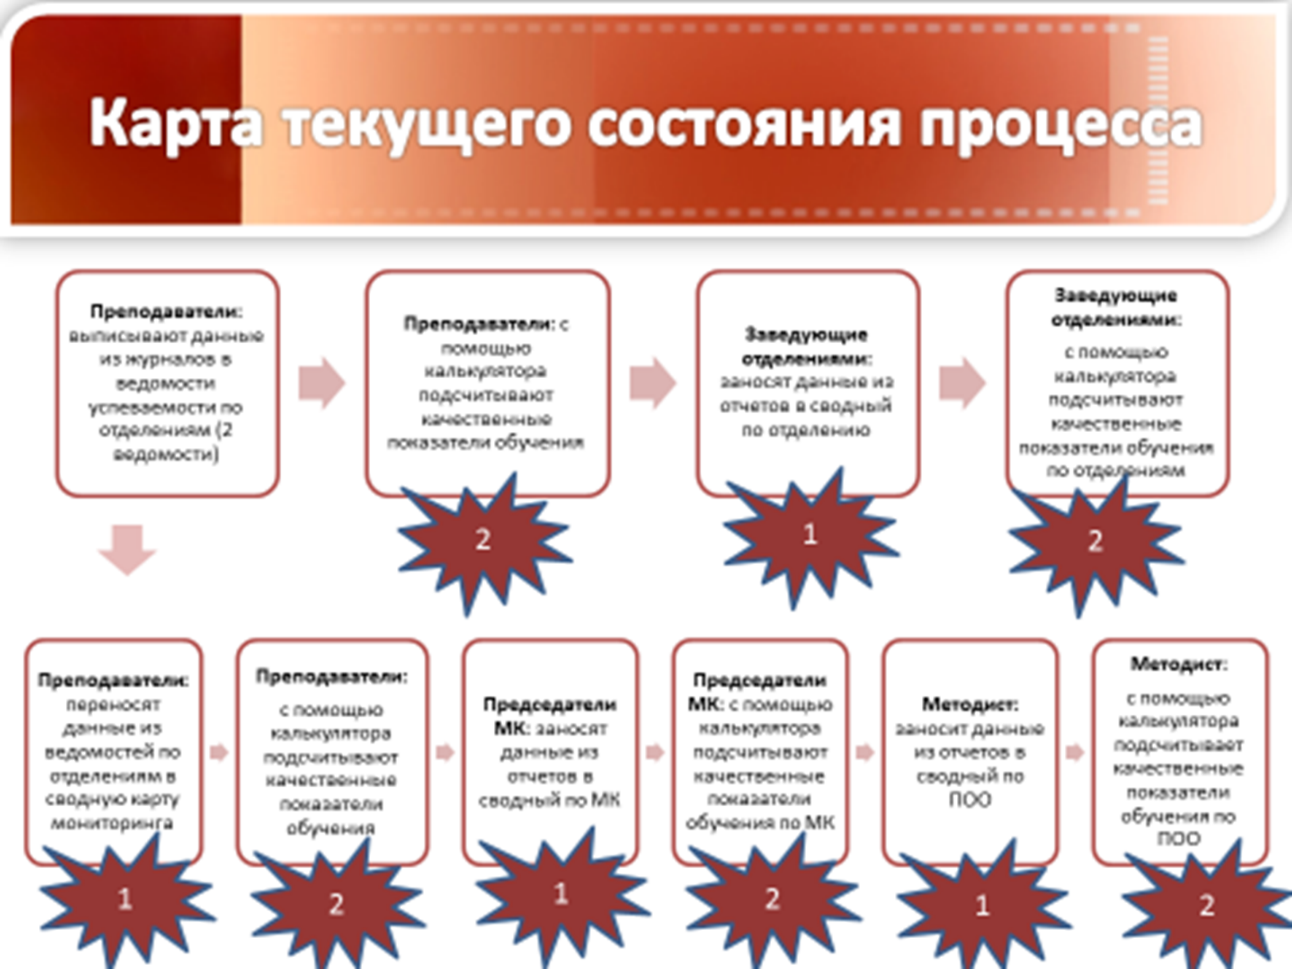 Карта текущего состояния процесса
Преподаватели:
выписывают данные
из журналов в
ведомости
успеваемости по
отделениям (2
ведомости)
Преподаватели: с
помощью
калькулятора
подсчитывают
качественные
показатели обучения
2
Заведующие
отделениями:
заносят данные из
отчетов в сводный
по отделению
1
Заведующие
отделениями:
с помощью
калькулятора
подсчитывают
качественные
показатели обучения
по отделениям
2
Преподаватели:
переносят
данные из
ведомостей по
отделениям в
сводную карту
мониторинга
1
Преподаватели:
с помощью
калькулятора
подсчитывают
качественные
показатели
обучения
2
Председатели
МК: заносят
данные из
отчетов в
сводный по МК
1
Председатели
МК: с помощью
калькулятора
подсчитывают
качественные
показатели
обучения по МК
2
Методист:
заносит данные
из отчетов в
сводный по
ПОО
1
Методист:
с помощью
калькулятора
подсчитывает
качественные
показатели
обучения по
ПОО
2